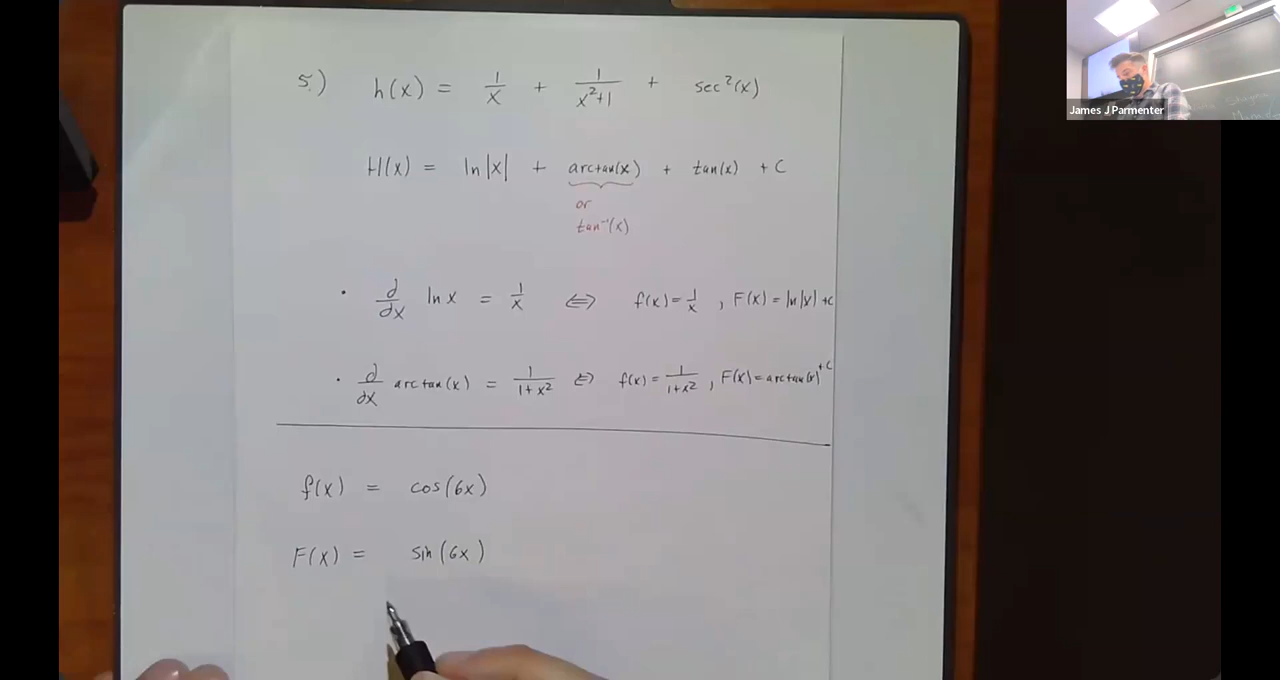 5.) h(x) = 1/x + 1/(x²+1) + sec²(x)
H(x) = ln|x| + arctan(x) + tan(x) + C
or
tan⁻¹(x)
• d/dx ln x = 1/x ⟺ f(x) = 1/x , F(x) = ln|x| + C
• d/dx arctan(x) = 1/(1+x²) ⟺ f(x) = 1/(1+x²) , F(x) = arctan(x) + C
f(x) = cos(6x)
F(x) = sin(6x)
James J Parmenter